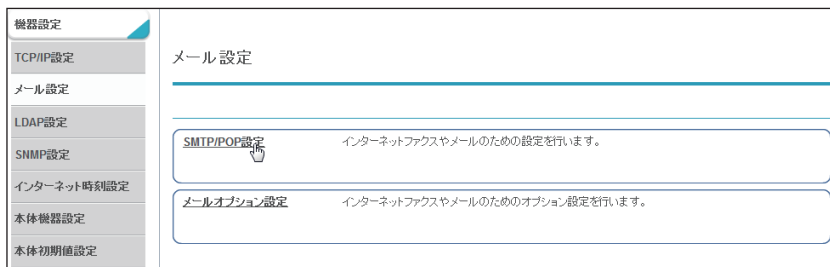 機器設定
TCP/IP設定
メール設定
LDAP設定
SNMP設定
インターネット時刻設定
本体機器設定
本体初期値設定
メール設定
SMTP/POP設定 インターネットファクスやメールのための設定を行います。
メールオプション設定 インターネットファクスやメールのためのオプション設定を行います。